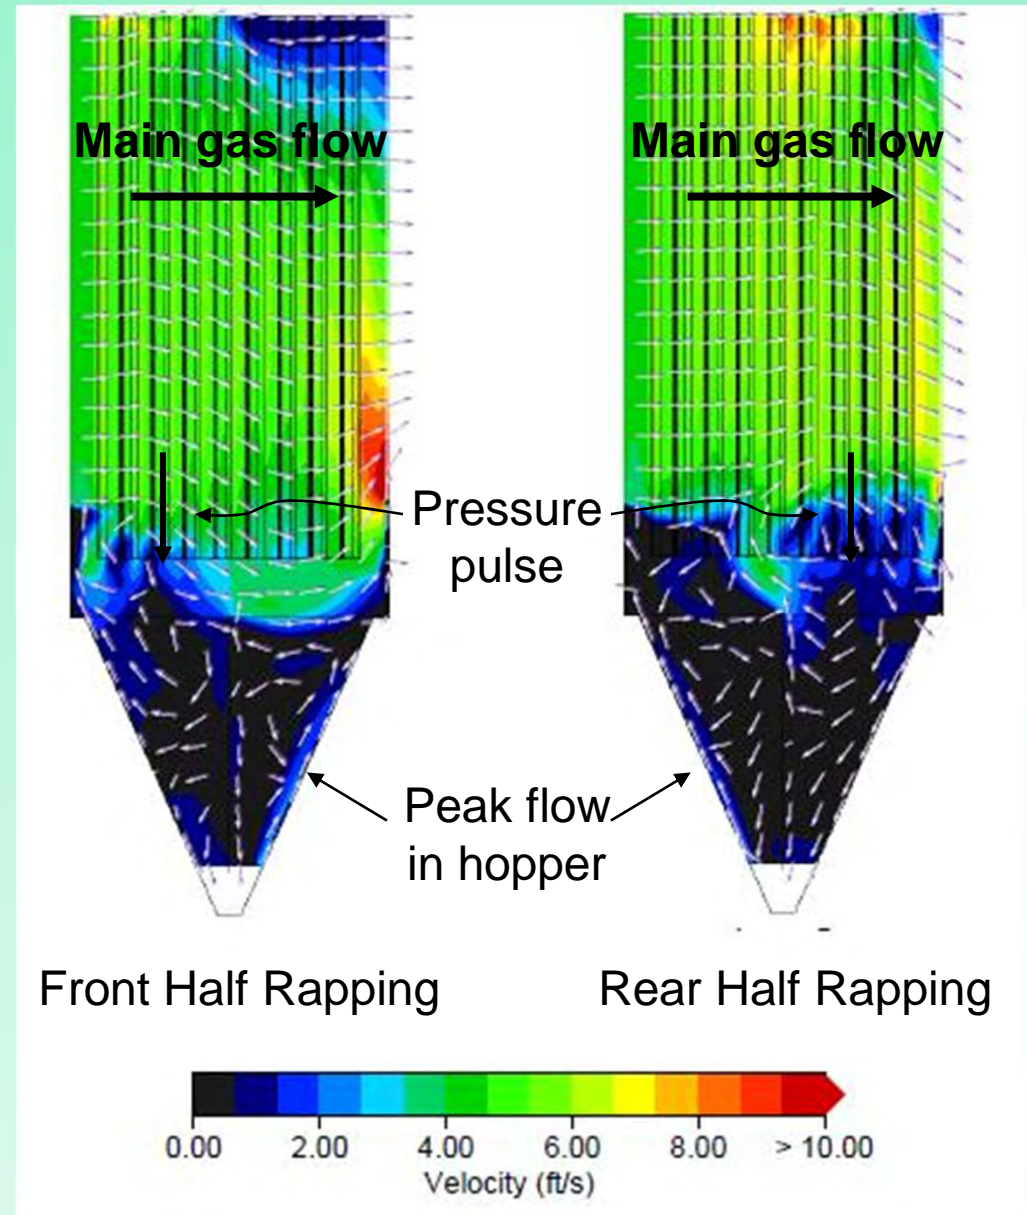 Main gas flow
Main gas flow
Pressure
pulse
Peak flow
in hopper
Front Half Rapping
Rear Half Rapping
0.00 2.00 4.00 6.00 8.00 > 10.00
Velocity (ft/s)